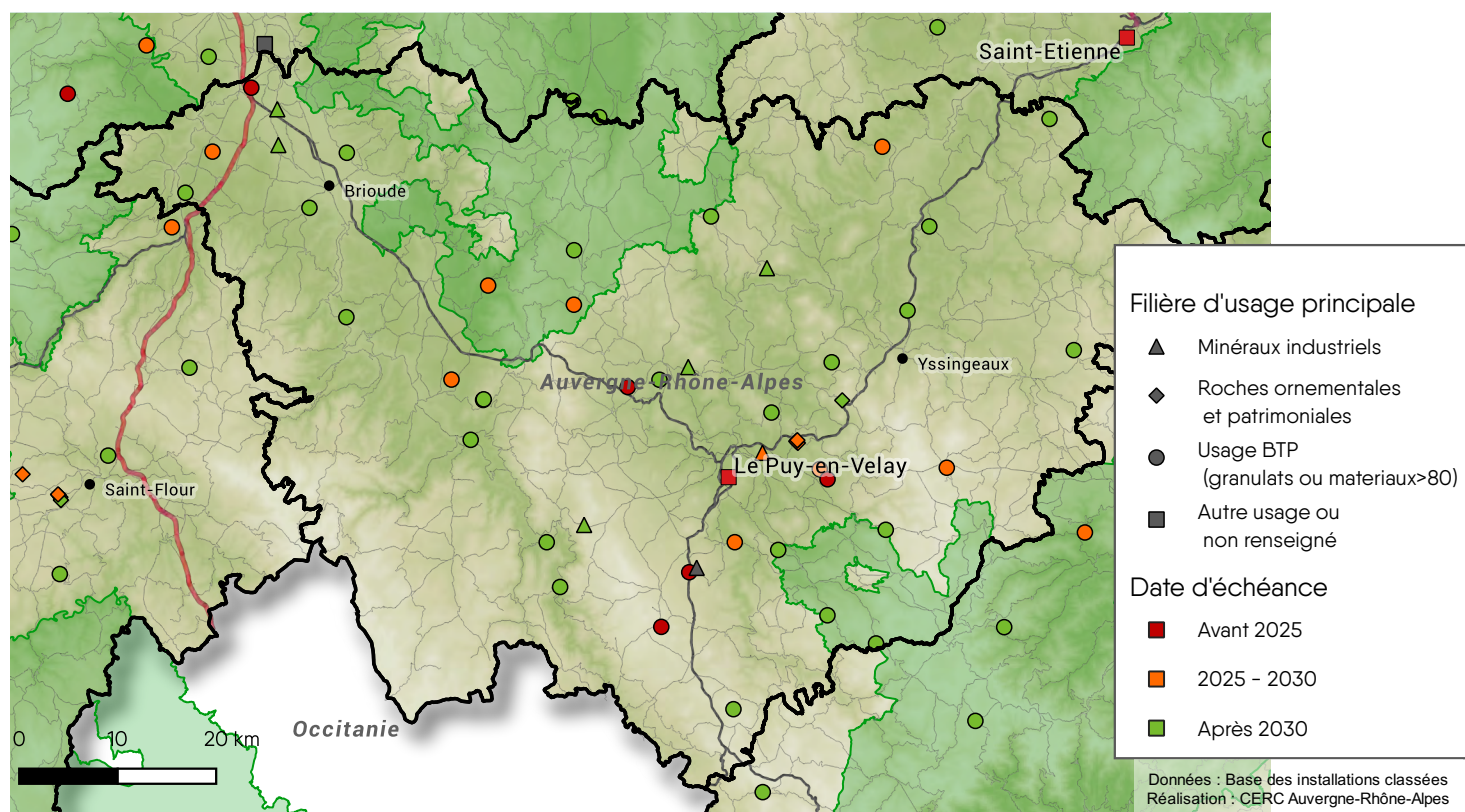 Saint-Etienne
Brioude
Yssingeaux
Auvergne-Rhône-Alpes
Le Puy-en-Velay
Saint-Flour
Occitanie
0 10 20 km
Filière d'usage principale
Minéraux industriels
Roches ornementales
et patrimoniales
Usage BTP
(granulats ou materiaux>80)
Autre usage ou
non renseigné
Date d'échéance
Avant 2025
2025 - 2030
Après 2030
Données : Base des installations classées
Réalisation : CERC Auvergne-Rhône-Alpes